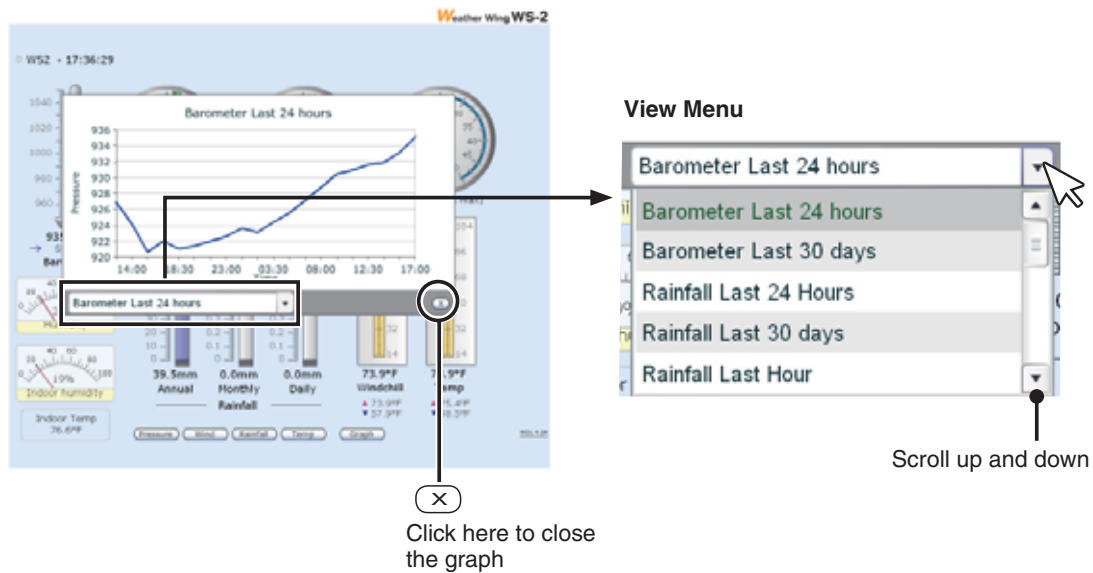 Weather Wing WS-2
WS2 - 17:36:29
1040
1020
1000
980
960
Barometer Last 24 hours
936
934
932
930
928
926
924
922
920
Pressure
14:00 18:30 23:00 03:30 08:00 12:30 17:00
Barometer Last 24 hours
19%
Indoor humidity
Indoor Temp
76.6°F
39.5mm 0.0mm 0.0mm
Annual Monthly Daily
Rainfall
73.9°F
Windchill
73.9°F
Pressure Wind Rainfall Temp Graph
X
Click here to close
the graph
View Menu
Barometer Last 24 hours
Barometer Last 24 hours
Barometer Last 30 days
Rainfall Last 24 Hours
Rainfall Last 30 days
Rainfall Last Hour
Scroll up and down